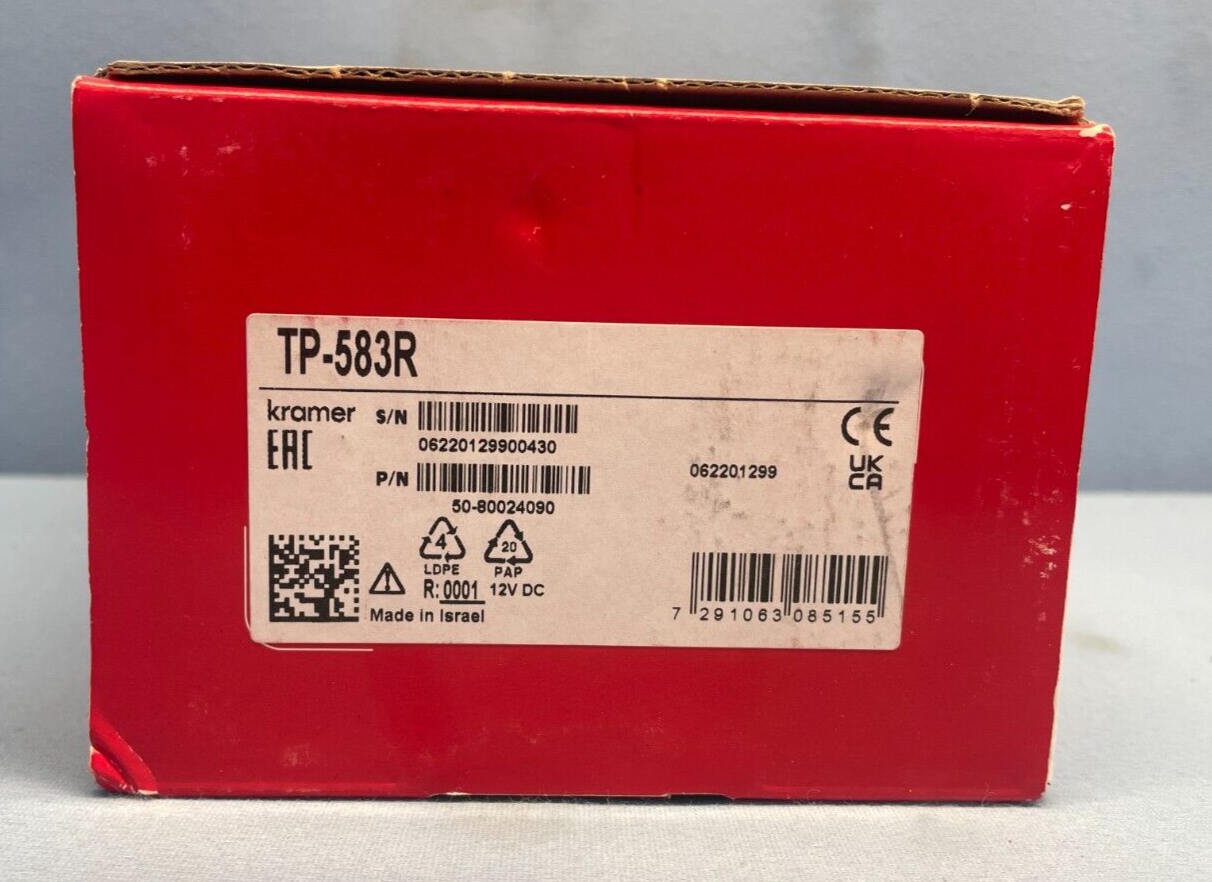 TP-583R
kramer S/N
06220129900430
EAC
P/N
50-80024090
062201299
CE
UK
CA
4
LDPE
20
PAP
R: 0001 12V DC
Made in Israel
7 291063 085155